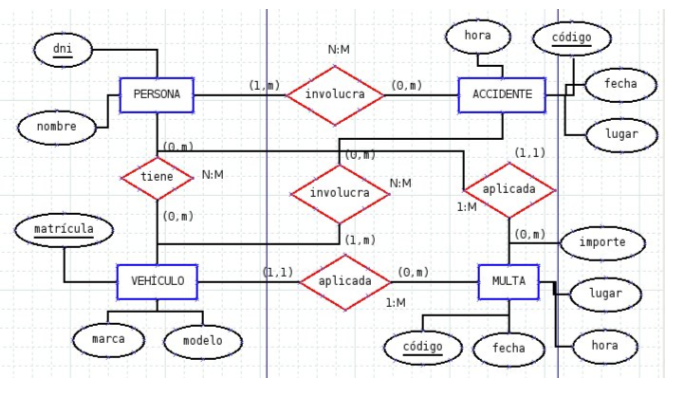 hora
código
N:M
dni
fecha
(1,m)
(0,m)
PERSONA
involucra
ACCIDENTE
nombre
lugar
(0,m)
(0,m)
(1,1)
tiene
N:M
N:M
involucra
aplicada
1:M
(0,m)
matrícula
(1,m)
(0,m)
importe
(1,1)
(0,m)
VEHÍCULO
aplicada
MULTA
lugar
1:M
marca
modelo
código
fecha
hora